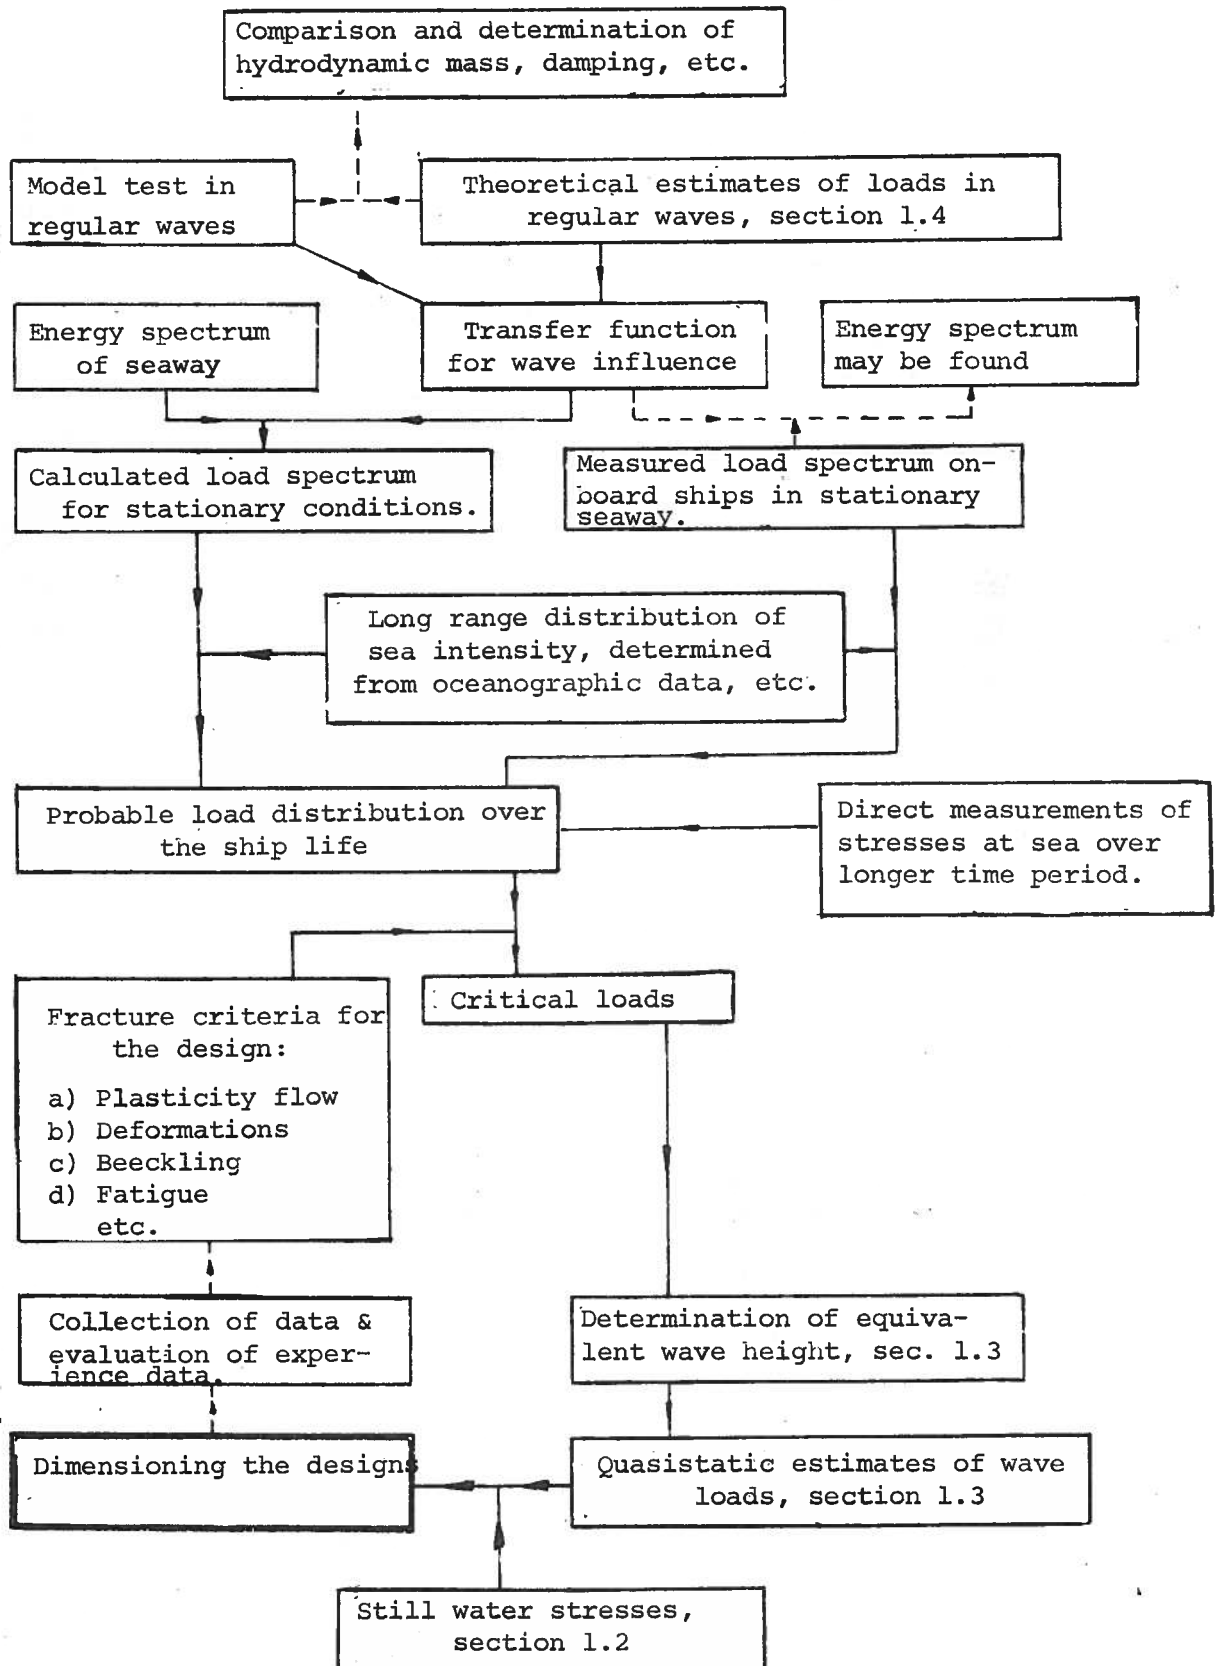 Comparison and determination of
hydrodynamic mass, damping, etc.
Model test in
regular waves
Theoretical estimates of loads in
regular waves, section 1.4
Energy spectrum
of seaway
Transfer function
for wave influence
Energy spectrum
may be found
Calculated load spectrum
for stationary conditions.
Measured load spectrum on-
board ships in stationary
seaway.
Long range distribution of
sea intensity, determined
from oceanographic data, etc.
Probable load distribution over
the ship life
Direct measurements of
stresses at sea over
longer time period.
Fracture criteria for
the design:
a) Plasticity flow
b) Deformations
c) Beeckling
d) Fatigue
etc.
Critical loads
Collection of data &
evaluation of exper-
ience data.
Determination of equiva-
lent wave height, sec. 1.3
Dimensioning the designs
Quasistatic estimates of wave
loads, section 1.3
Still water stresses,
section 1.2